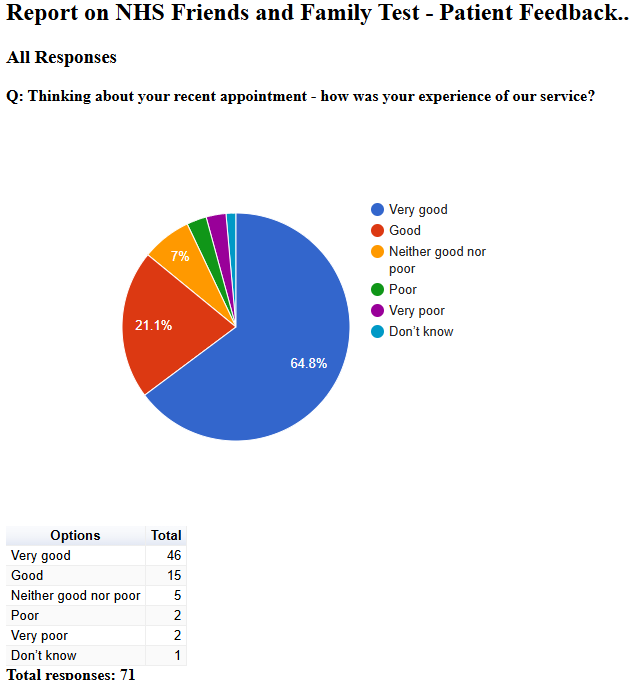 Report on NHS Friends and Family Test - Patient Feedback..
All Responses
Q: Thinking about your recent appointment - how was your experience of our service?
Very good
Good
Neither good nor
poor
Poor
Very poor
Don't know
7%
21.1%
64.8%
Options Total
Very good 46
Good 15
Neither good nor poor 5
Poor 2
Very poor 2
Don't know 1
Total responses: 71